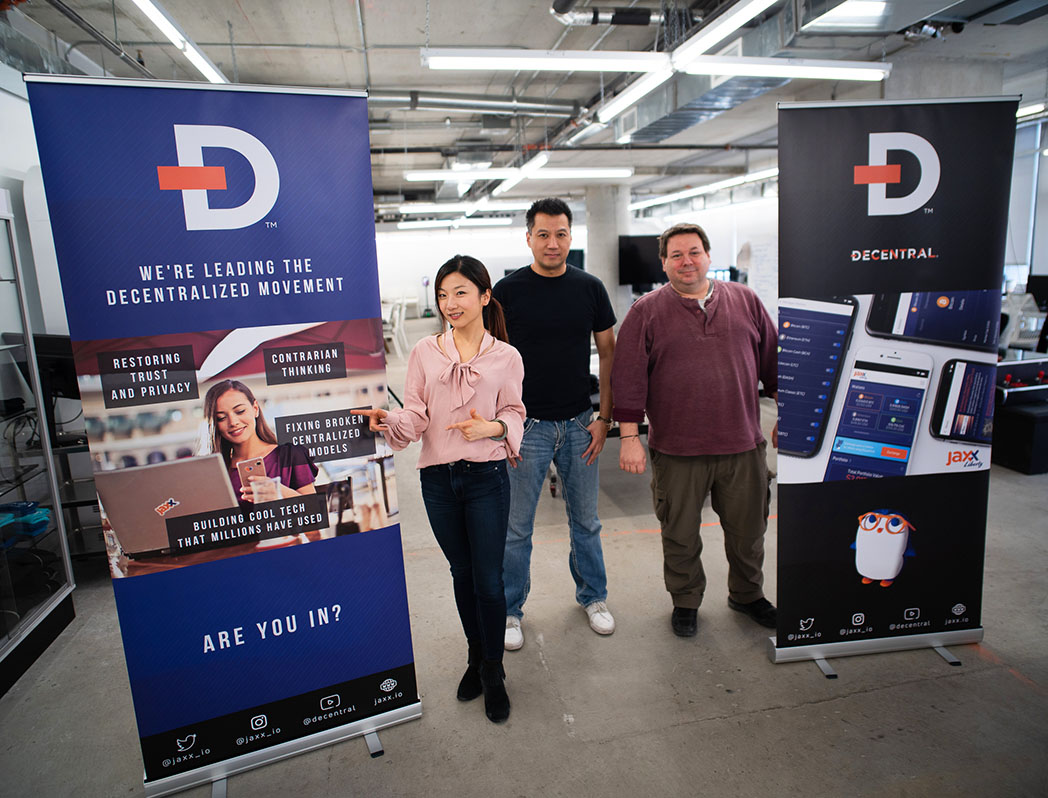 D
TM
WE'RE LEADING THE
DECENTRALIZED MOVEMENT
RESTORING
TRUST
AND PRIVACY
CONTRARIAN
THINKING
FIXING BROKEN
CENTRALIZED
MODELS
jaxx
BUILDING COOL TECH
THAT MILLIONS HAVE USED
ARE YOU IN?
@jaxx_io
@jaxx_io
@decentral
jaxx.io
D
TM
DECENTRAL.
jaxx
Liberty
@jaxx_io
@jaxx_io
@decentral
jaxx.io